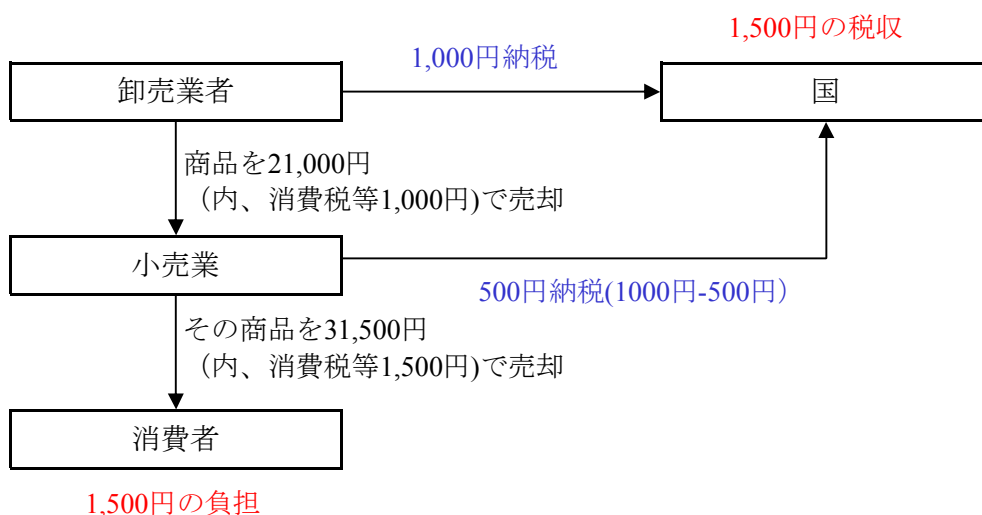 1,500円の税収
1,000円納税
卸売業者
国
商品を21,000円
（内、消費税等1,000円)で売却
小売業
500円納税(1000円-500円）
その商品を31,500円
（内、消費税等1,500円)で売却
消費者
1,500円の負担